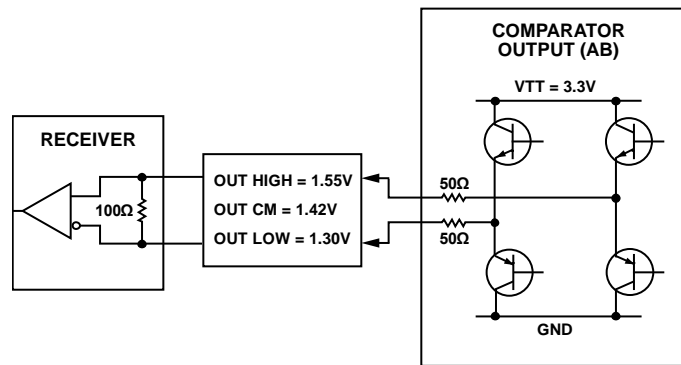 COMPARATOR
OUTPUT (AB)
VTT = 3.3V
RECEIVER
100Ω
OUT HIGH = 1.55V
OUT CM = 1.42V
OUT LOW = 1.30V
50Ω
50Ω
GND